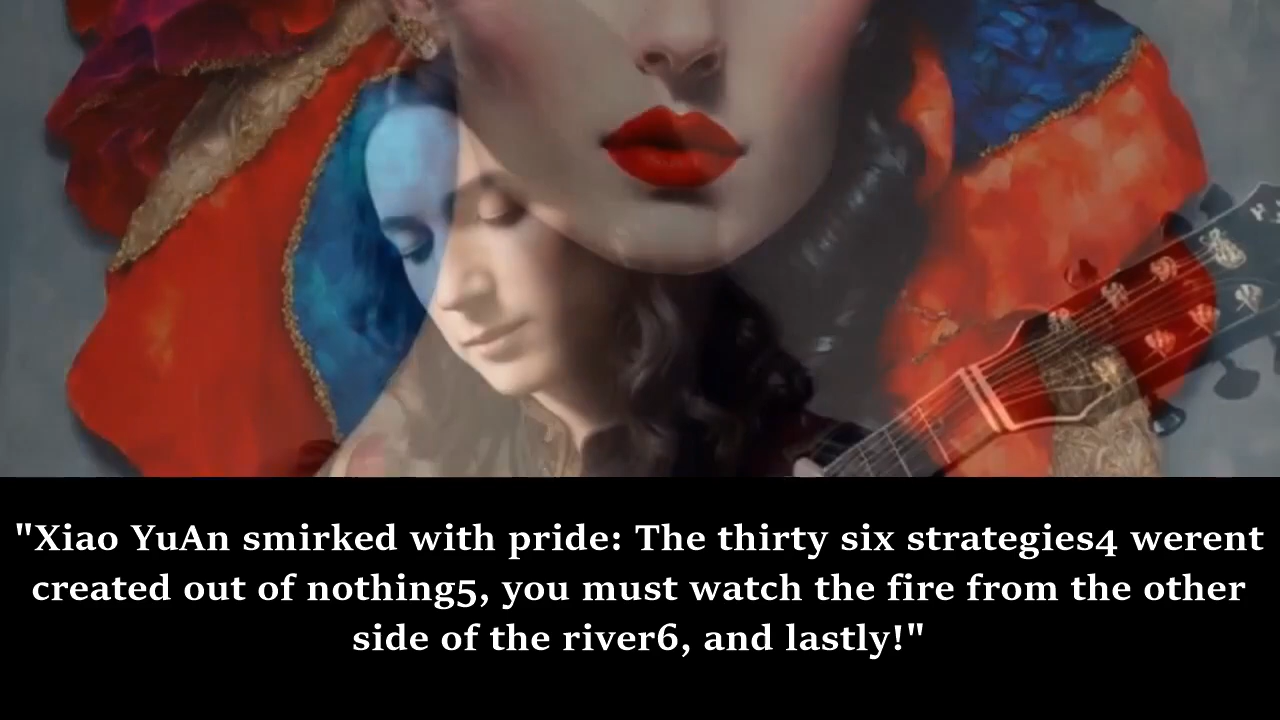 "Xiao YuAn smirked with pride: The thirty six strategies4 werent
created out of nothing5, you must watch the fire from the other
side of the river6, and lastly!"